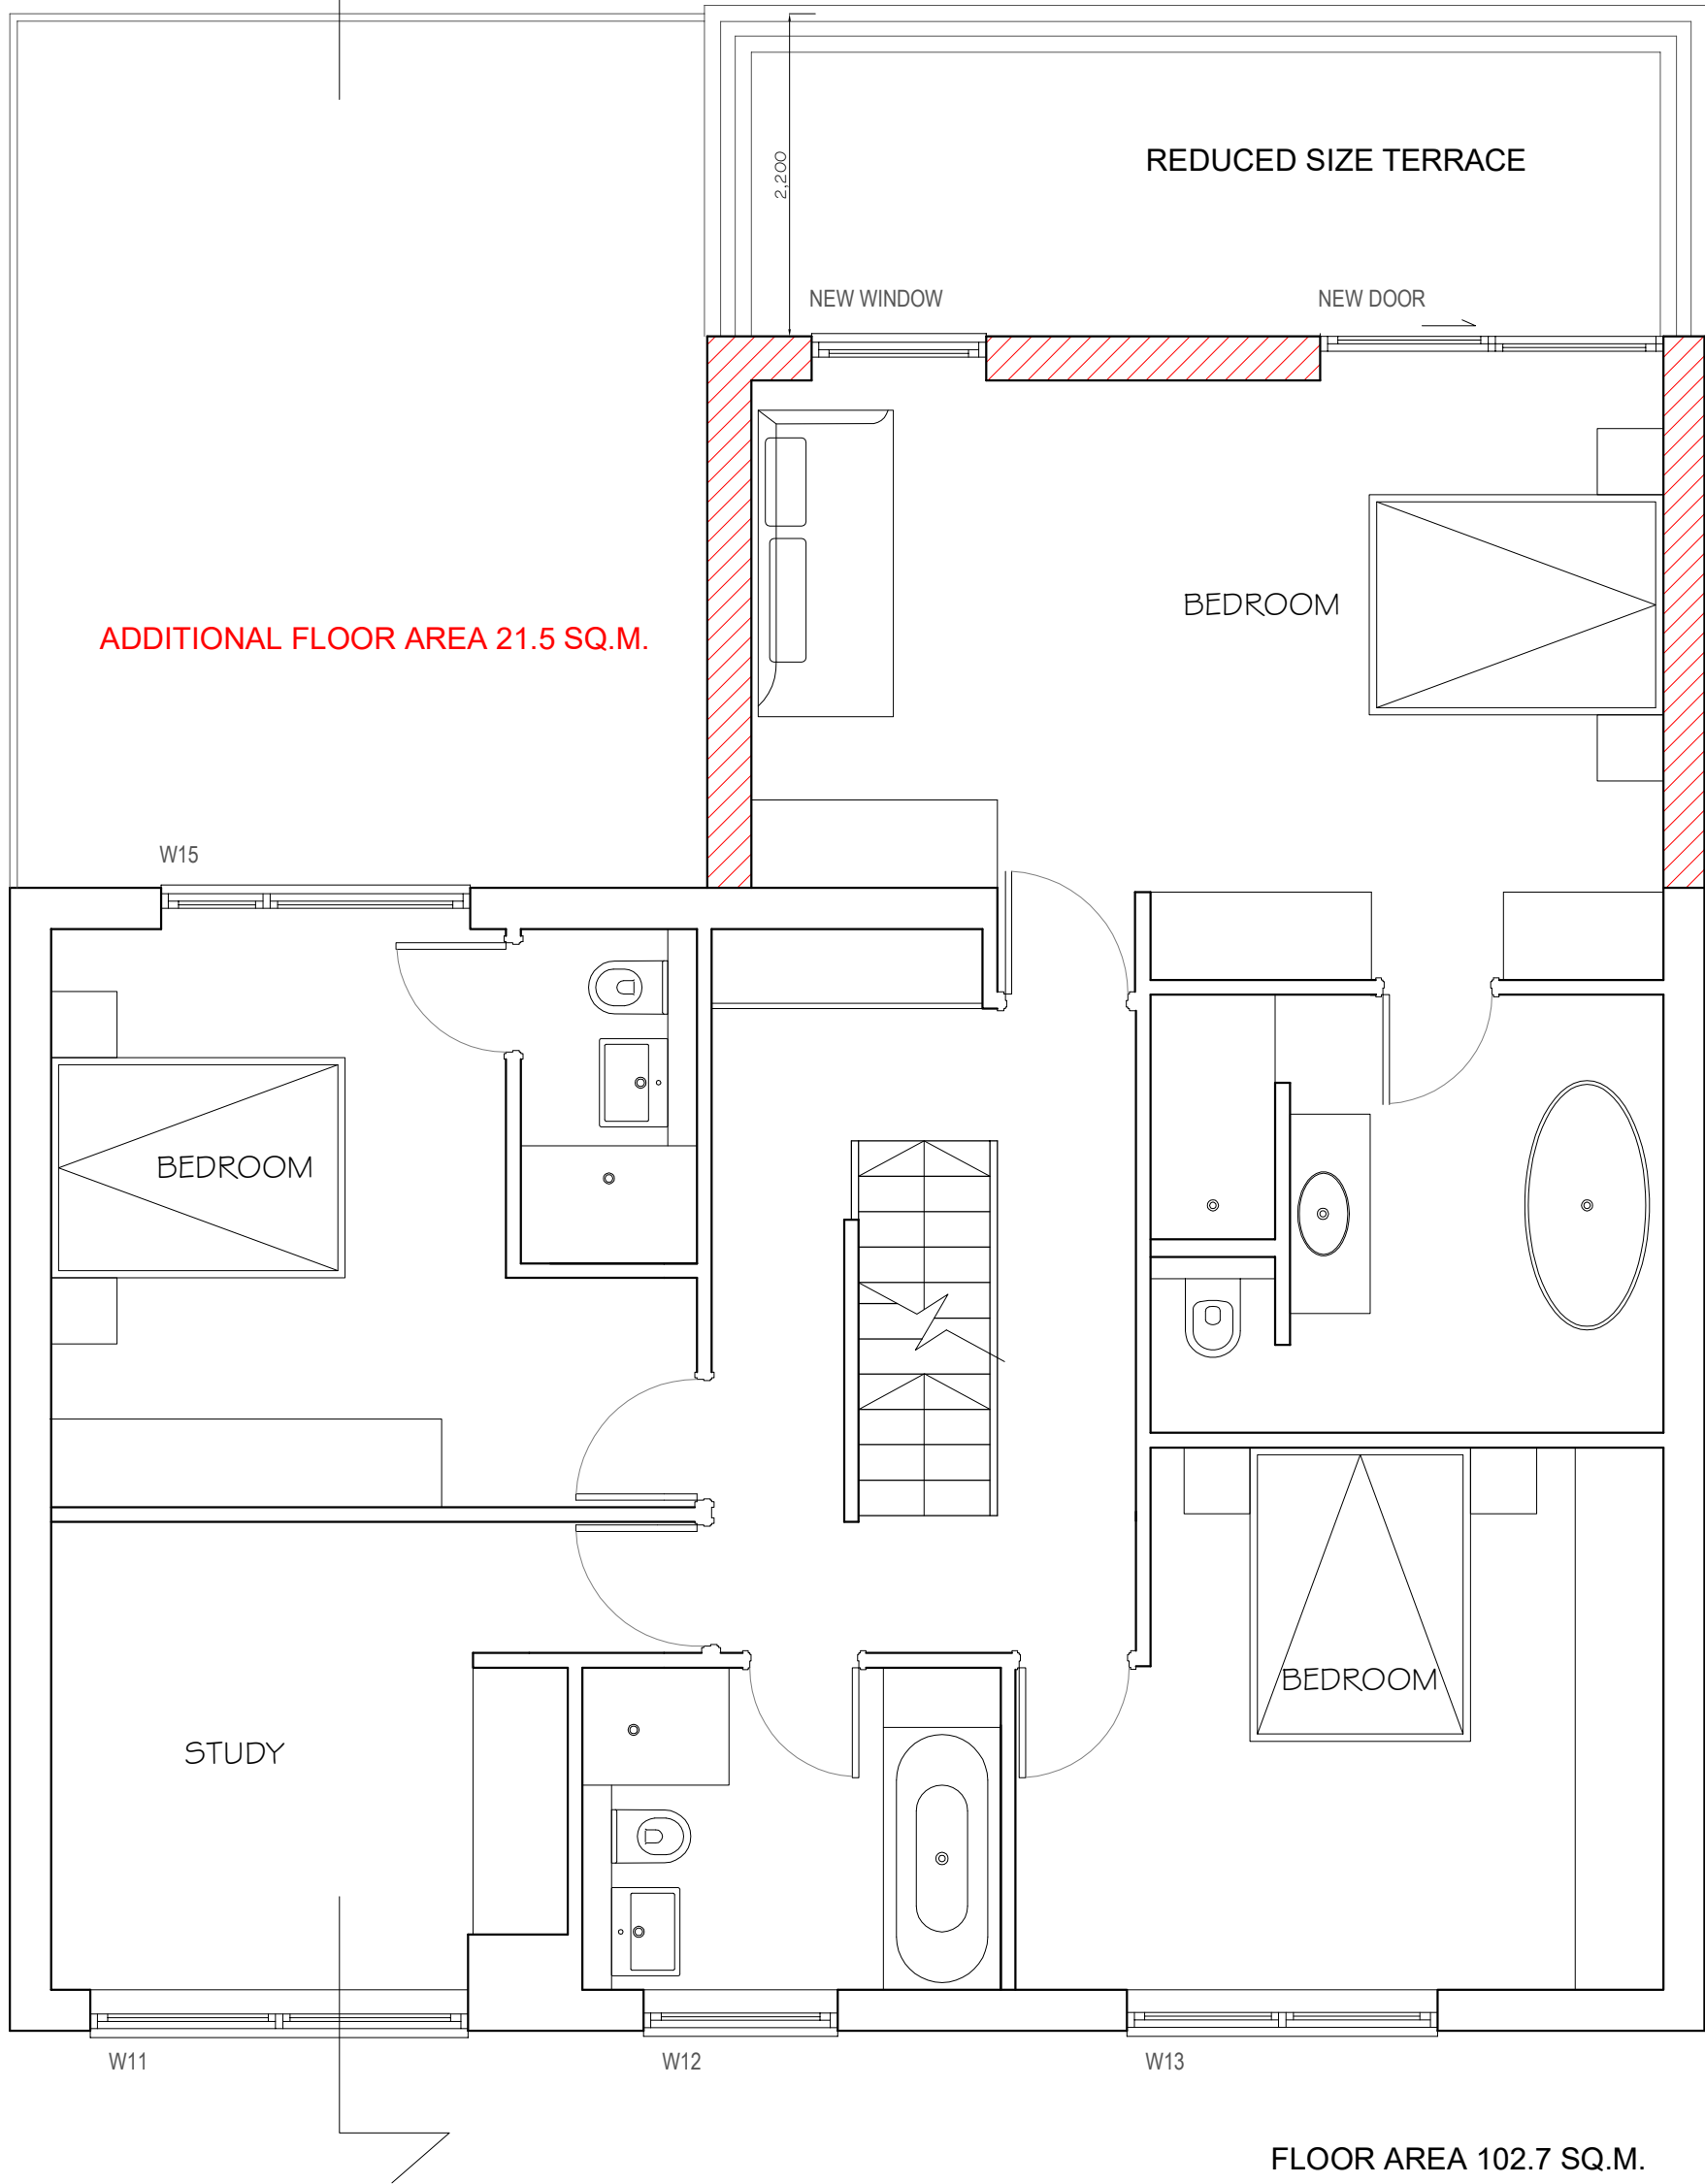 2,200
REDUCED SIZE TERRACE
NEW WINDOW
NEW DOOR
BEDROOM
ADDITIONAL FLOOR AREA 21.5 SQ.M.
W15
BEDROOM
BEDROOM
STUDY
W11
W12
W13
FLOOR AREA 102.7 SQ.M.